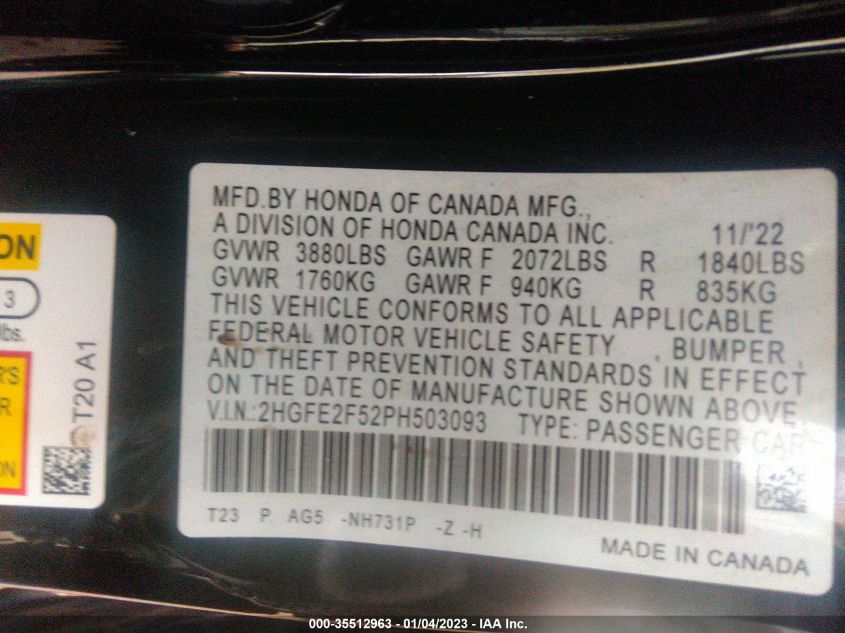 ON
3
lbs.
R'S
R
ON
T20 A1
MFD.BY HONDA OF CANADA MFG.,
A DIVISION OF HONDA CANADA INC. 11/'22
GVWR 3880LBS GAWR F 2072LBS R 1840LBS
GVWR 1760KG GAWR F 940KG R 835KG
THIS VEHICLE CONFORMS TO ALL APPLICABLE
FEDERAL MOTOR VEHICLE SAFETY , BUMPER ,
AND THEFT PREVENTION STANDARDS IN EFFECT
ON THE DATE OF MANUFACTURE SHOWN ABOVE.
V.I.N.:2HGFE2F52PH503093 TYPE: PASSENGER CAR
T23 P AG5 -NH731P -Z -H
MADE IN CANADA
000-35512963 - 01/04/2023 - IAA Inc.